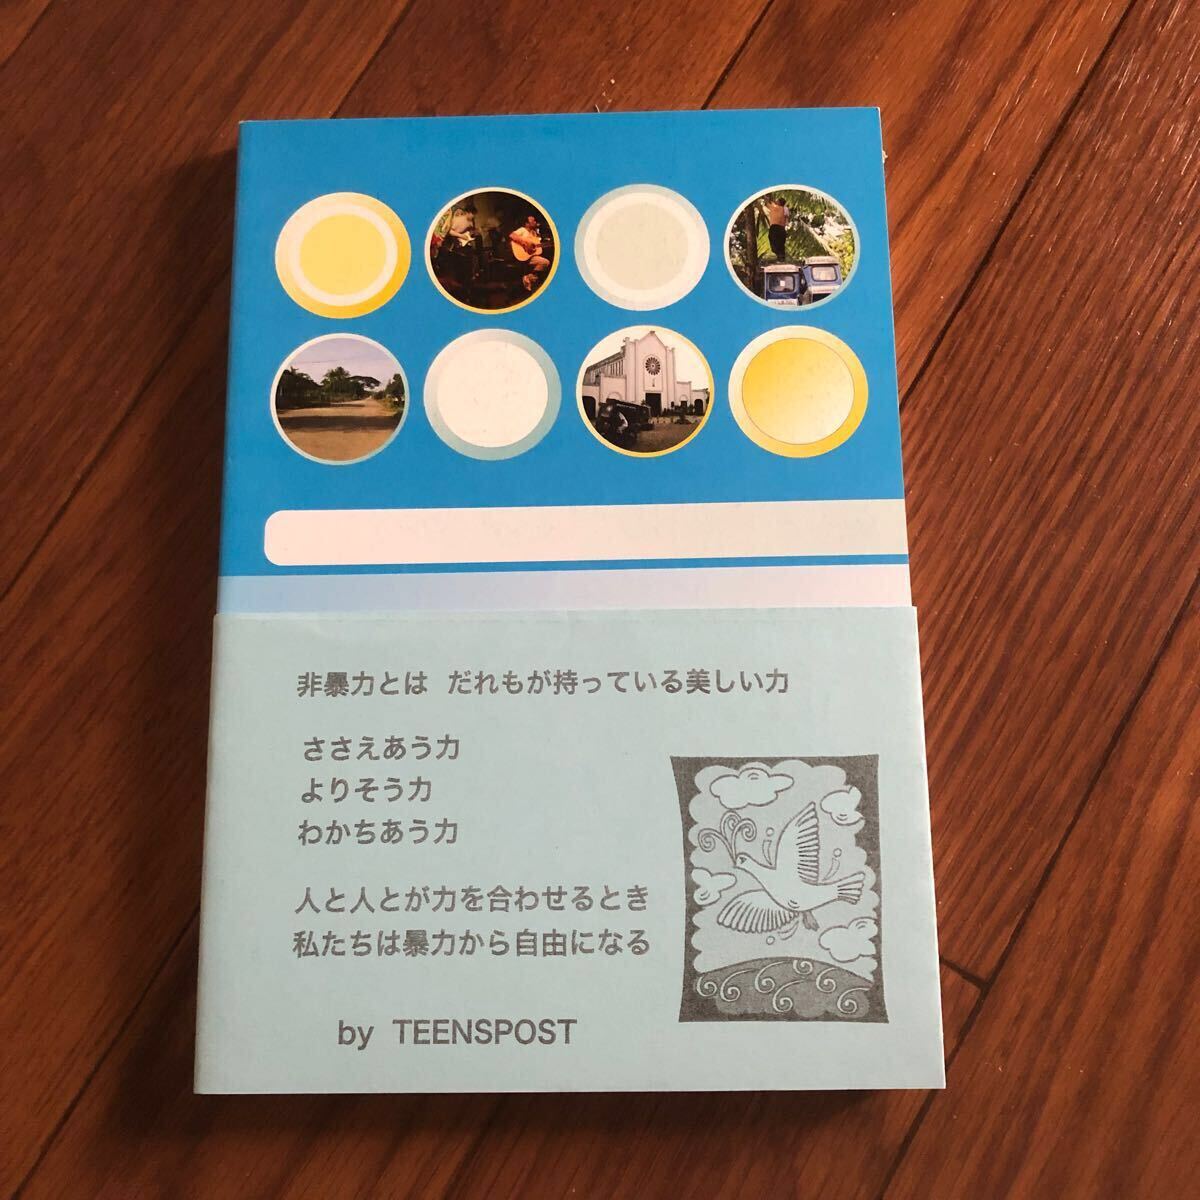 非暴力とは だれもが持っている美しい力
ささえあう力
よりそう力
わかちあう力
人と人とが力を合わせるとき
私たちは暴力から自由になる
by TEENSPOST